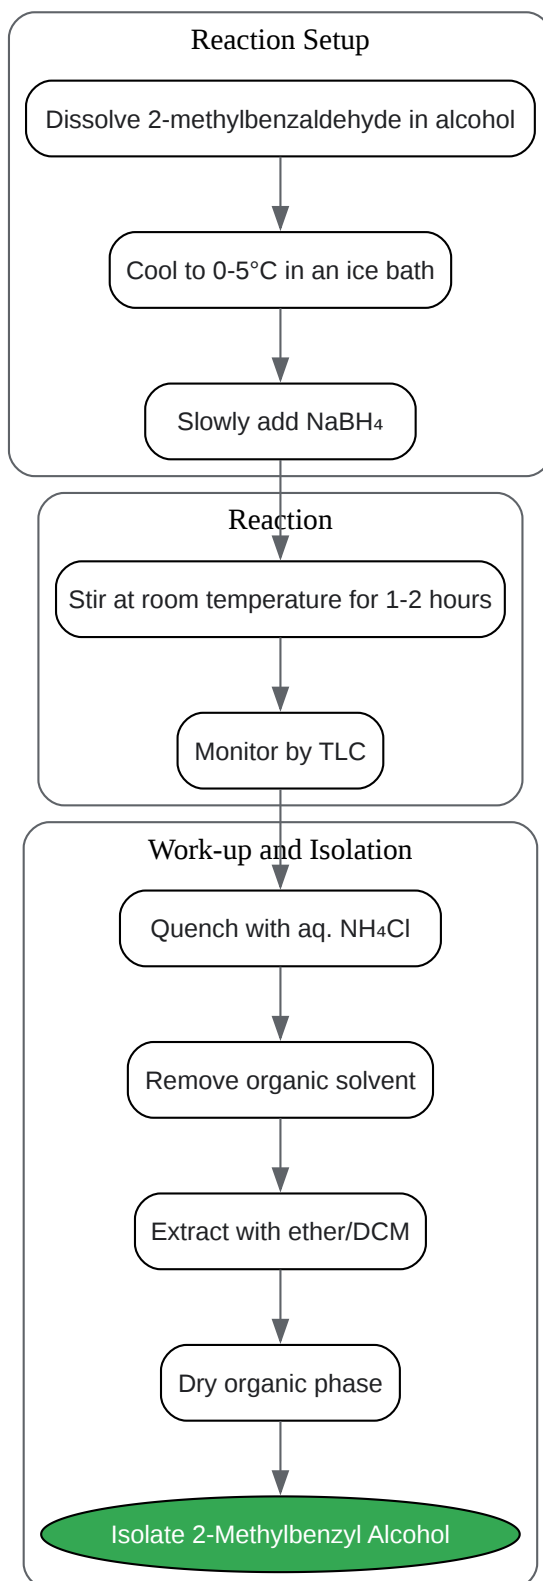 Reaction Setup
Dissolve 2-methylbenzaldehyde in alcohol
Cool to 0-5°C in an ice bath
Slowly add NaBH₄
Reaction
Stir at room temperature for 1-2 hours
Monitor by TLC
Work-up and Isolation
Quench with aq. NH₄Cl
Remove organic solvent
Extract with ether/DCM
Dry organic phase
Isolate 2-Methylbenzyl Alcohol